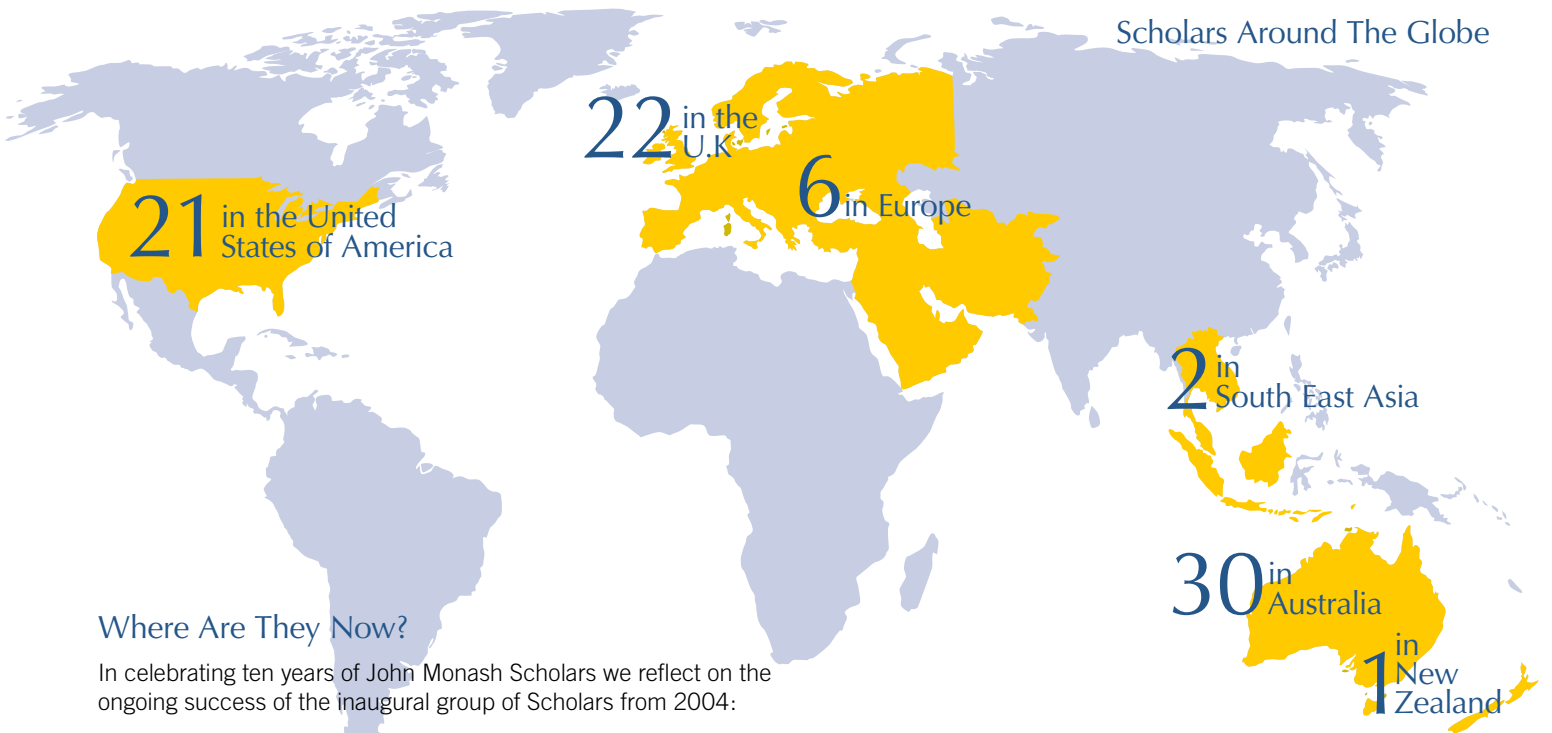 Scholars Around The Globe
22 in the
U.K
6 in Europe
21 in the United
States of America
2 in
South East Asia
30 in
Australia
1 in
New
Zealand
Where Are They Now?
In celebrating ten years of John Monash Scholars we reflect on the
ongoing success of the inaugural group of Scholars from 2004: